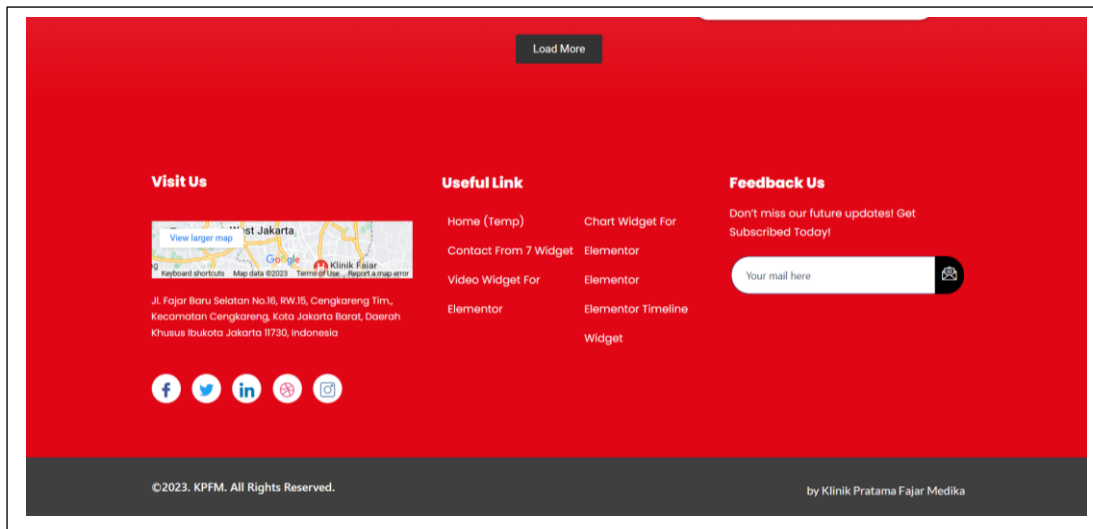 Load More
Visit Us
View larger map
st Jakarta
Google
Klinik Fajar
Keyboard shortcuts Map data ©2023 Terms of Use Report a map error
Jl. Fajar Baru Selatan No.16, RW.15, Cengkareng Tim.,
Kecamatan Cengkareng, Kota Jakarta Barat, Daerah
Khusus Ibukota Jakarta 11730, Indonesia
Useful Link
Home (Temp)
Contact From 7 Widget
Video Widget For
Elementor
Chart Widget For
Elementor
Elementor
Elementor Timeline
Widget
Feedback Us
Don't miss our future updates! Get
Subscribed Today!
Your mail here
©2023. KPFM. All Rights Reserved.
by Klinik Pratama Fajar Medika